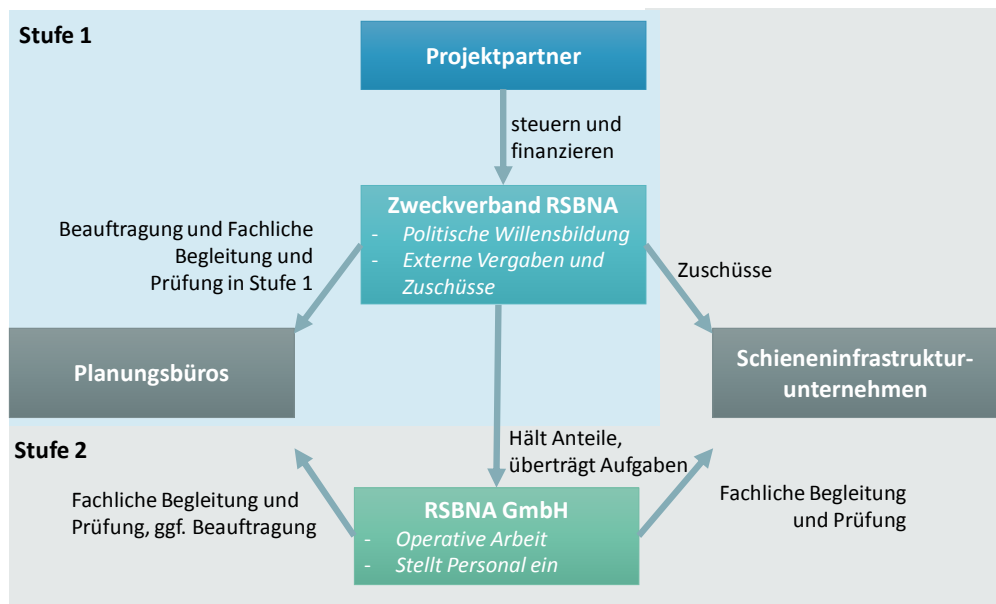 Stufe 1
Projektpartner
steuern und
finanzieren
Zweckverband RSBNA
- Politische Willensbildung
- Externe Vergaben und
Zuschüsse
Beauftragung und Fachliche
Begleitung und
Prüfung in Stufe 1
Zuschüsse
Planungsbüros
Schieneninfrastruktur-
unternehmen
Stufe 2
Hält Anteile,
überträgt Aufgaben
Fachliche Begleitung und
Prüfung, ggf. Beauftragung
RSBNA GmbH
- Operative Arbeit
- Stellt Personal ein
Fachliche Begleitung
und Prüfung